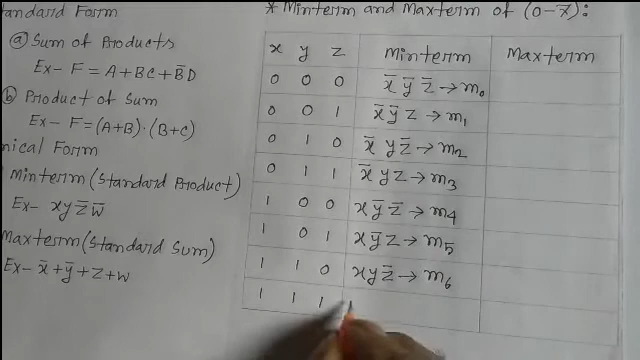 tandard Form
(a) Sum of Products
Ex- F = A + BC + B̄D
(b) Product of Sum
Ex- F = (A+B)·(B+C)
nical Form
Minterm (Standard Product)
Ex- xyz̄w̄
Maxterm (Standard Sum)
Ex- x̄+ȳ+z+w
* Minterm and Maxterm of (0-7):
x y z Minterm Maxterm
0 0 0 x̄ȳz̄ → m₀
0 0 1 x̄ȳz → m₁
0 1 0 x̄yz̄ → m₂
0 1 1 x̄yz → m₃
1 0 0 xȳz̄ → m₄
1 0 1 xȳz → m₅
1 1 0 xyz̄ → m₆
1 1 1